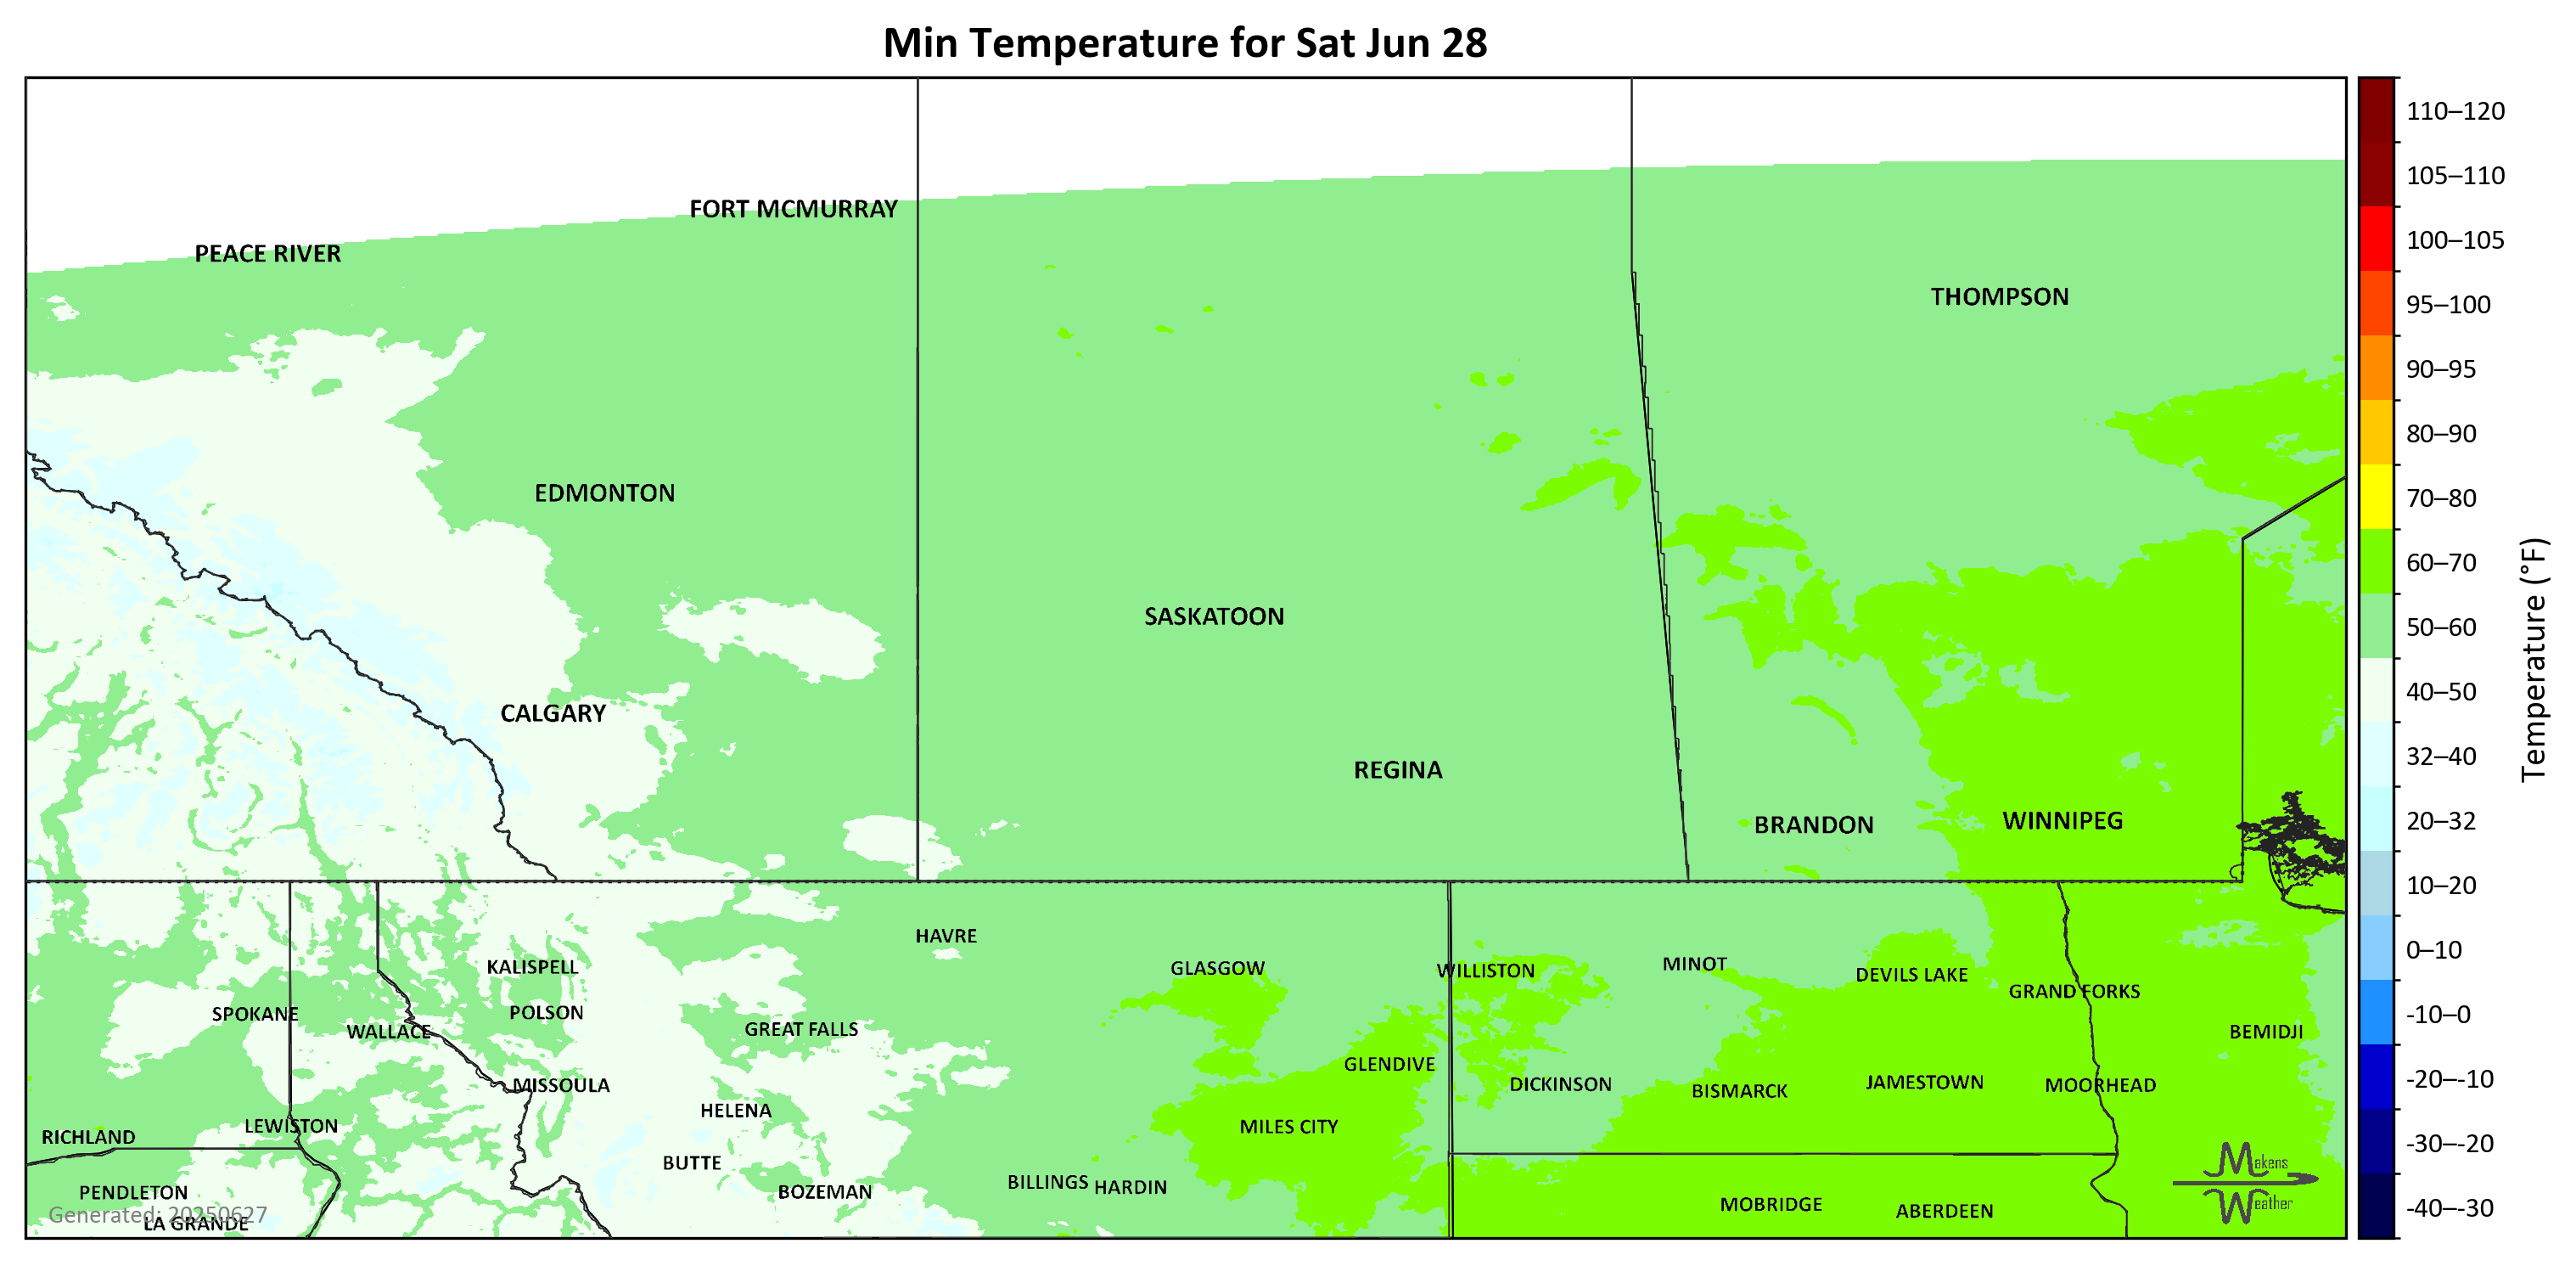 Min Temperature for Sat Jun 28
FORT MCMURRAY
PEACE RIVER
THOMPSON
EDMONTON
SASKATOON
CALGARY
REGINA
BRANDON
WINNIPEG
HAVRE
KALISPELL
GLASGOW
WILLISTON
MINOT
DEVILS LAKE
GRAND FORKS
SPOKANE
POLSON
WALLACE
GREAT FALLS
BEMIDJI
GLENDIVE
MISSOULA
DICKINSON
BISMARCK
JAMESTOWN
MOORHEAD
HELENA
LEWISTON
MILES CITY
RICHLAND
BUTTE
BILLINGS
HARDIN
PENDLETON
BOZEMAN
MOBRIDGE
ABERDEEN
LA GRANDE
Generated: 20250627
Makens
Weather
110–120
105–110
100–105
95–100
90–95
80–90
70–80
60–70
50–60
40–50
32–40
20–32
10–20
0–10
-10–0
-20–-10
-30–-20
-40–-30
Temperature (°F)